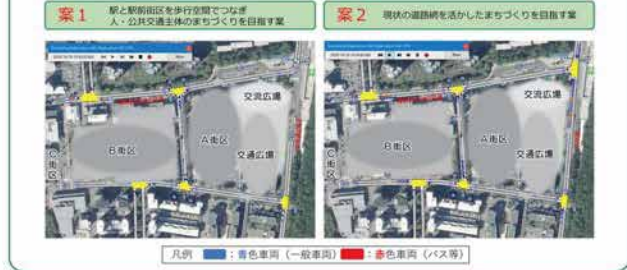 案1
駅と駅前街区を歩行空間でつなぎ
人・公共交通主体のまちづくりを目指す案
案2
現状の道路網を活かしたまちづくりを目指す案
交流広場
A街区
B街区
C街区
交通広場
交流広場
A街区
B街区
C街区
交通広場
凡例 :青色車両(一般車両) :赤色車両(バス等)